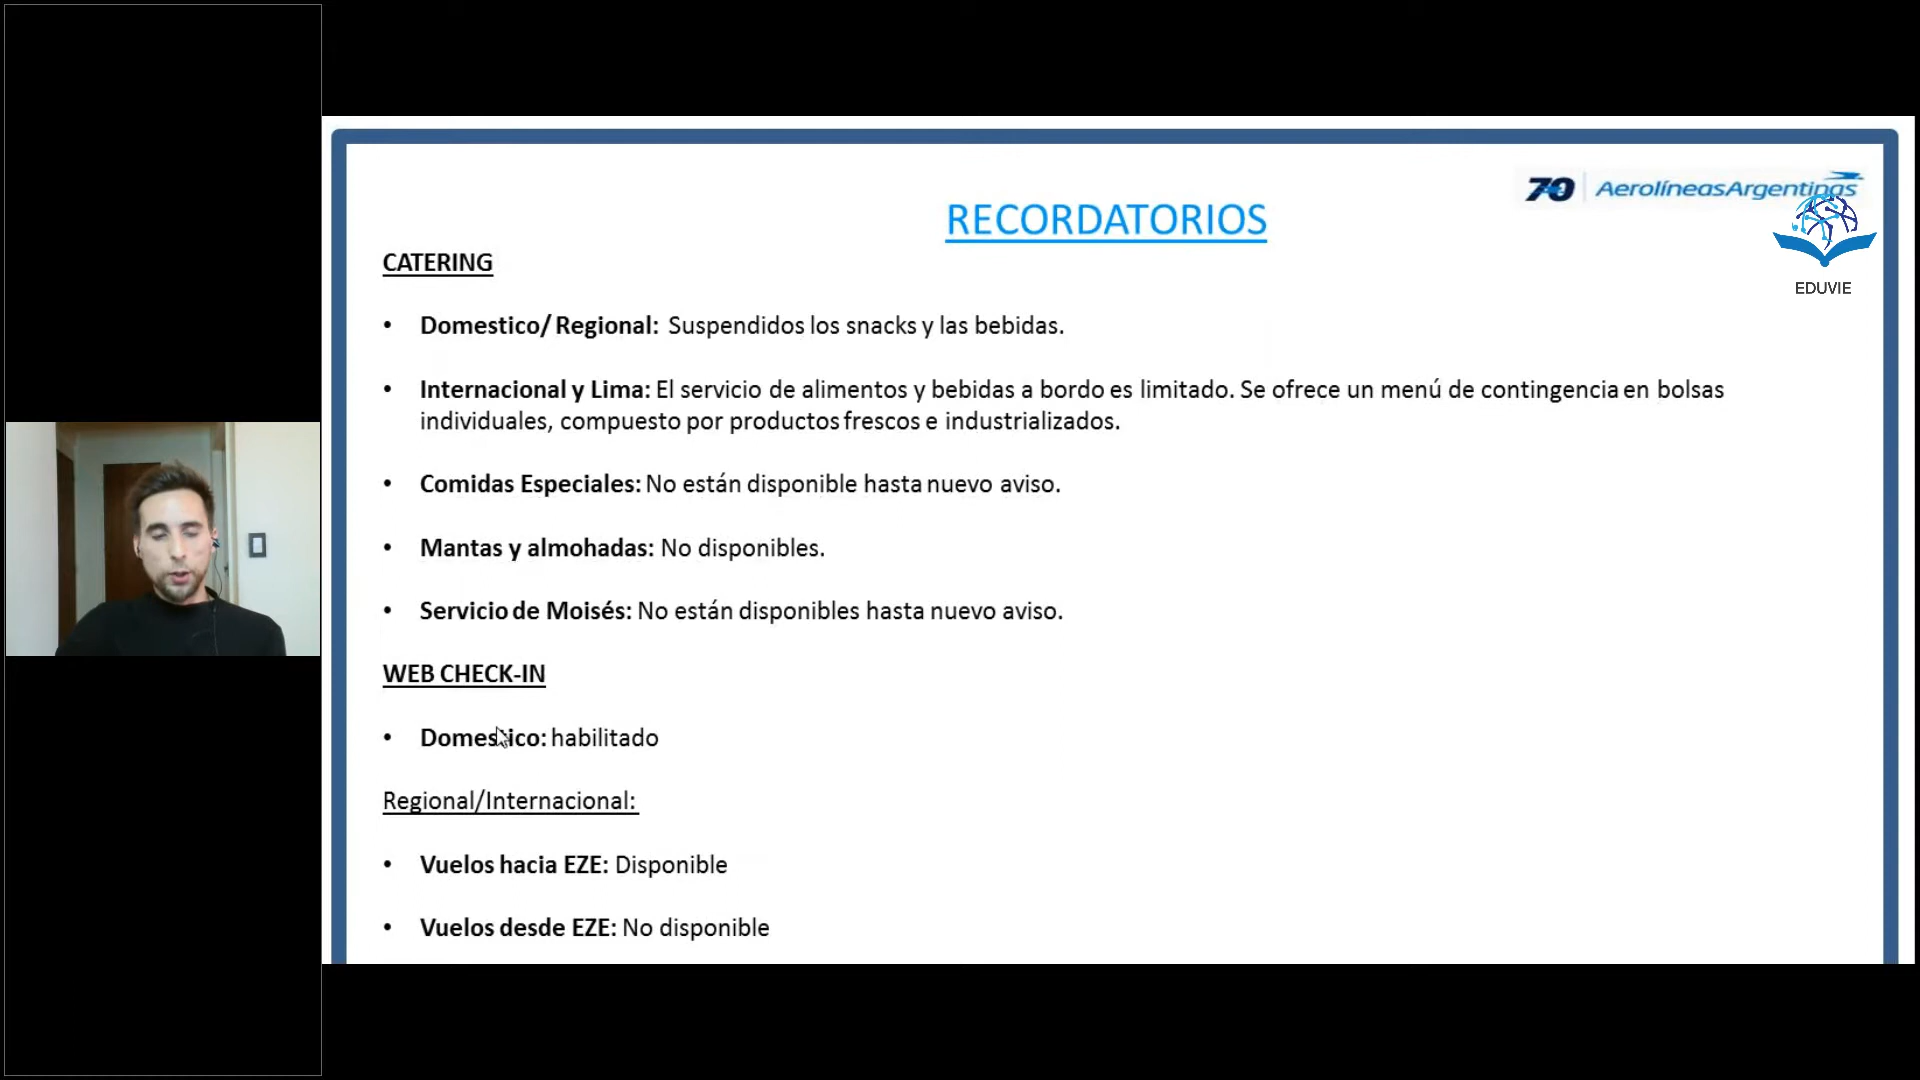 70 AerolíneasArgentinas
RECORDATORIOS
EDUVIE
CATERING
• Domestico/ Regional: Suspendidos los snacks y las bebidas.
• Internacional y Lima: El servicio de alimentos y bebidas a bordo es limitado. Se ofrece un menú de contingencia en bolsas
individuales, compuesto por productos frescos e industrializados.
• Comidas Especiales: No están disponible hasta nuevo aviso.
• Mantas y almohadas: No disponibles.
• Servicio de Moisés: No están disponibles hasta nuevo aviso.
WEB CHECK-IN
• Domestico: habilitado
Regional/Internacional:
• Vuelos hacia EZE: Disponible
• Vuelos desde EZE: No disponible